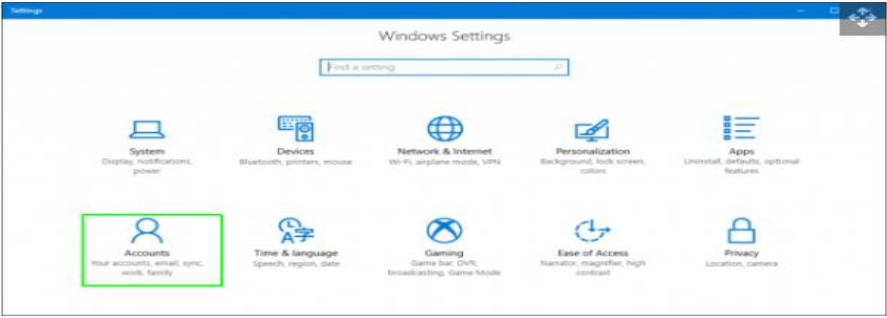 Settings
Windows Settings
Find a setting
System
Display, notifications,
power
Devices
Bluetooth, printers, mouse
Network & Internet
Wi-Fi, airplane mode, VPN
Personalization
Background, lock screen,
colors
Apps
Uninstall, defaults, optional
features
Accounts
Your accounts, email, sync,
work, family
Time & language
Speech, region, date
Gaming
Game bar, DVR,
broadcasting, Game Mode
Ease of Access
Narrator, magnifier, high
contrast
Privacy
Location, camera